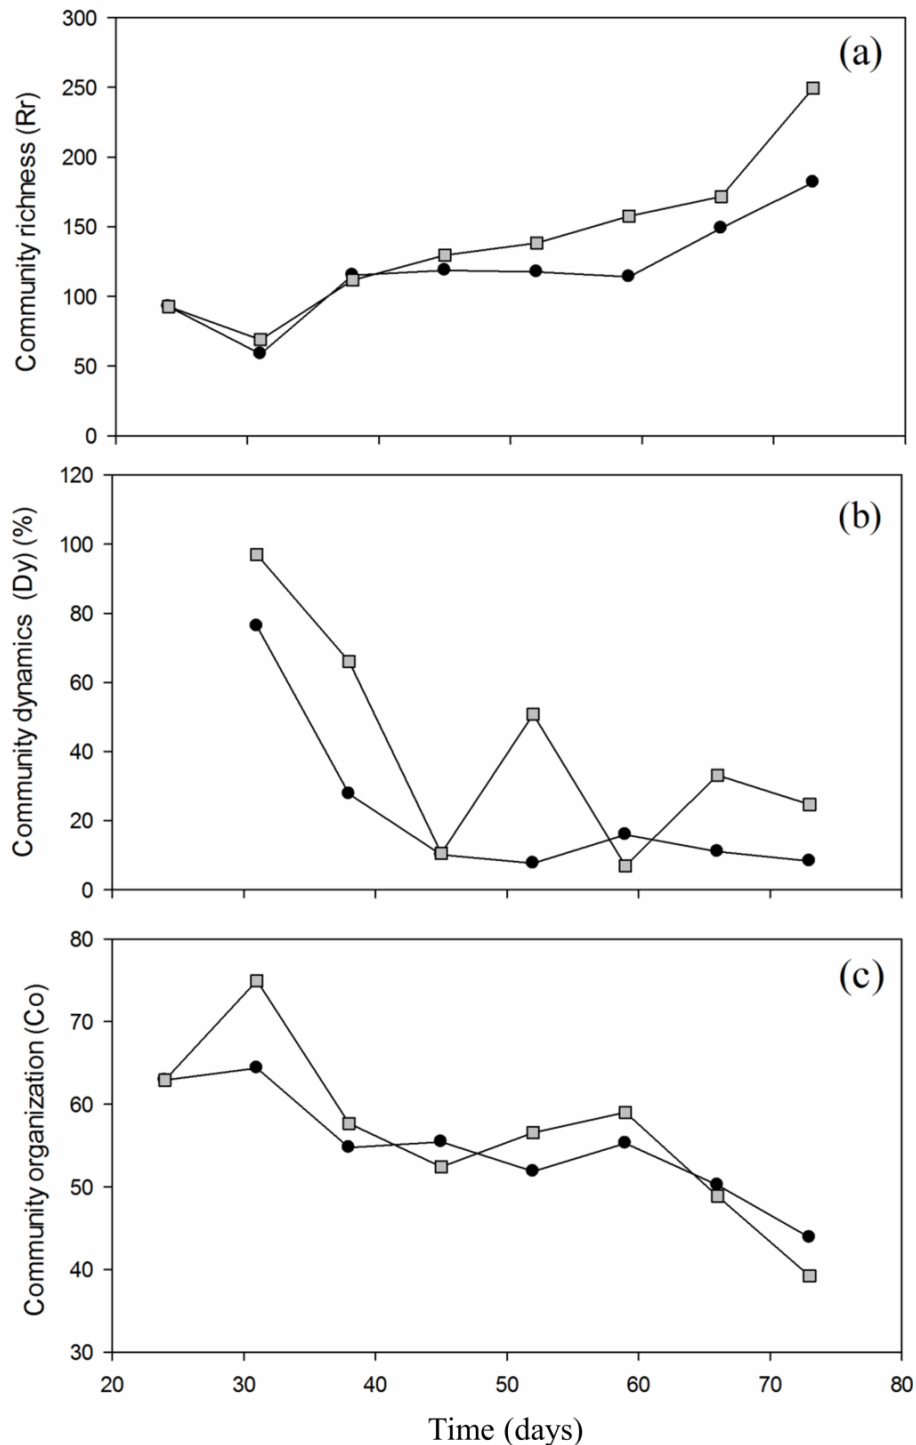 300
250
200
150
100
50
0
Community richness (Rr)
(a)
120
100
80
60
40
20
0
Community dynamics (Dy) (%)
(b)
80
70
60
50
40
30
Community organization (Co)
(c)
20 30 40 50 60 70 80
Time (days)